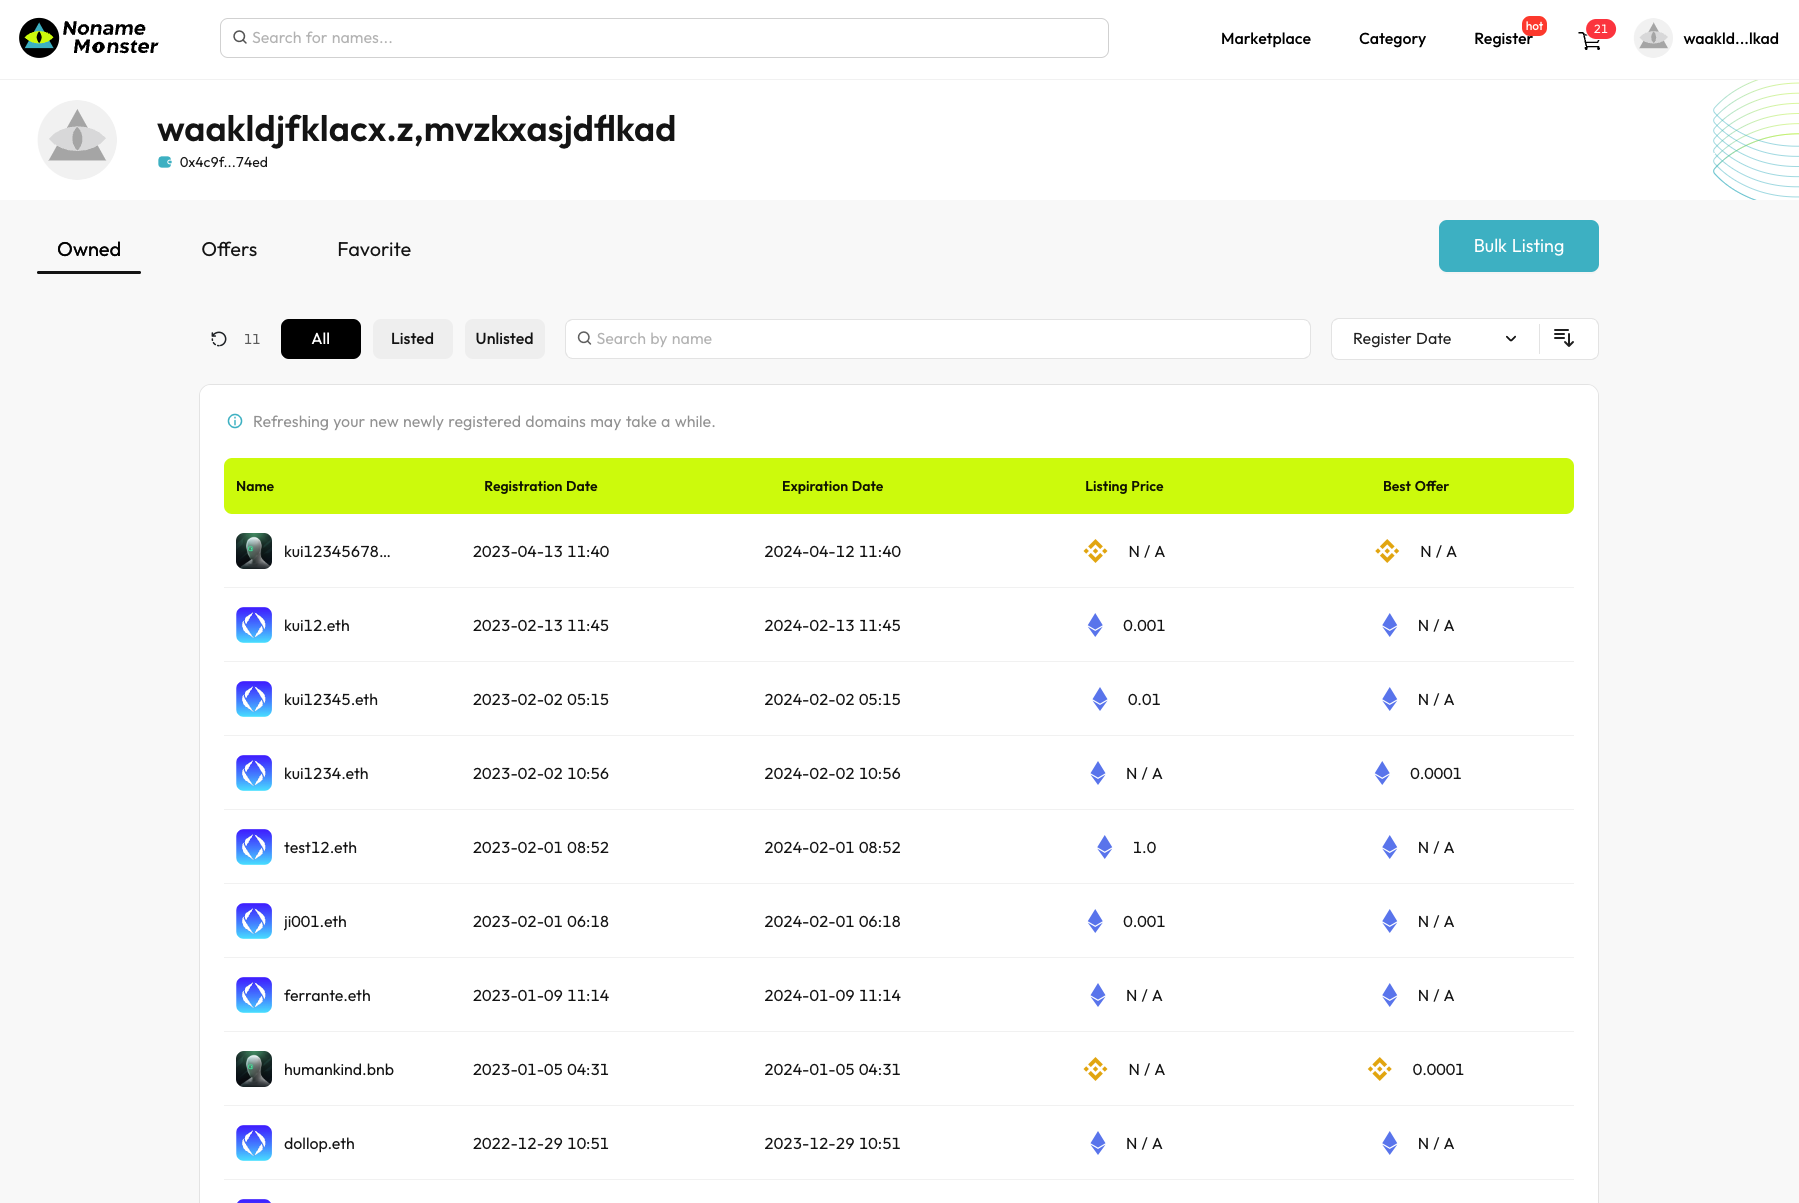 Noname
Monster
Search for names...
Marketplace
Category
Register
hot
21
waakld...lkad
waakldjfklacx.z,mvzkxasjdflkad
0x4c9f...74ed
Owned
Offers
Favorite
Bulk Listing
11
All
Listed
Unlisted
Search by name
Register Date
Refreshing your new newly registered domains may take a while.
Name Registration Date Expiration Date Listing Price Best Offer
kui12345678... 2023-04-13 11:40 2024-04-12 11:40 N / A N / A
kui12.eth 2023-02-13 11:45 2024-02-13 11:45 0.001 N / A
kui12345.eth 2023-02-02 05:15 2024-02-02 05:15 0.01 N / A
kui1234.eth 2023-02-02 10:56 2024-02-02 10:56 N / A 0.0001
test12.eth 2023-02-01 08:52 2024-02-01 08:52 1.0 N / A
ji001.eth 2023-02-01 06:18 2024-02-01 06:18 0.001 N / A
ferrante.eth 2023-01-09 11:14 2024-01-09 11:14 N / A N / A
humankind.bnb 2023-01-05 04:31 2024-01-05 04:31 N / A 0.0001
dollop.eth 2022-12-29 10:51 2023-12-29 10:51 N / A N / A